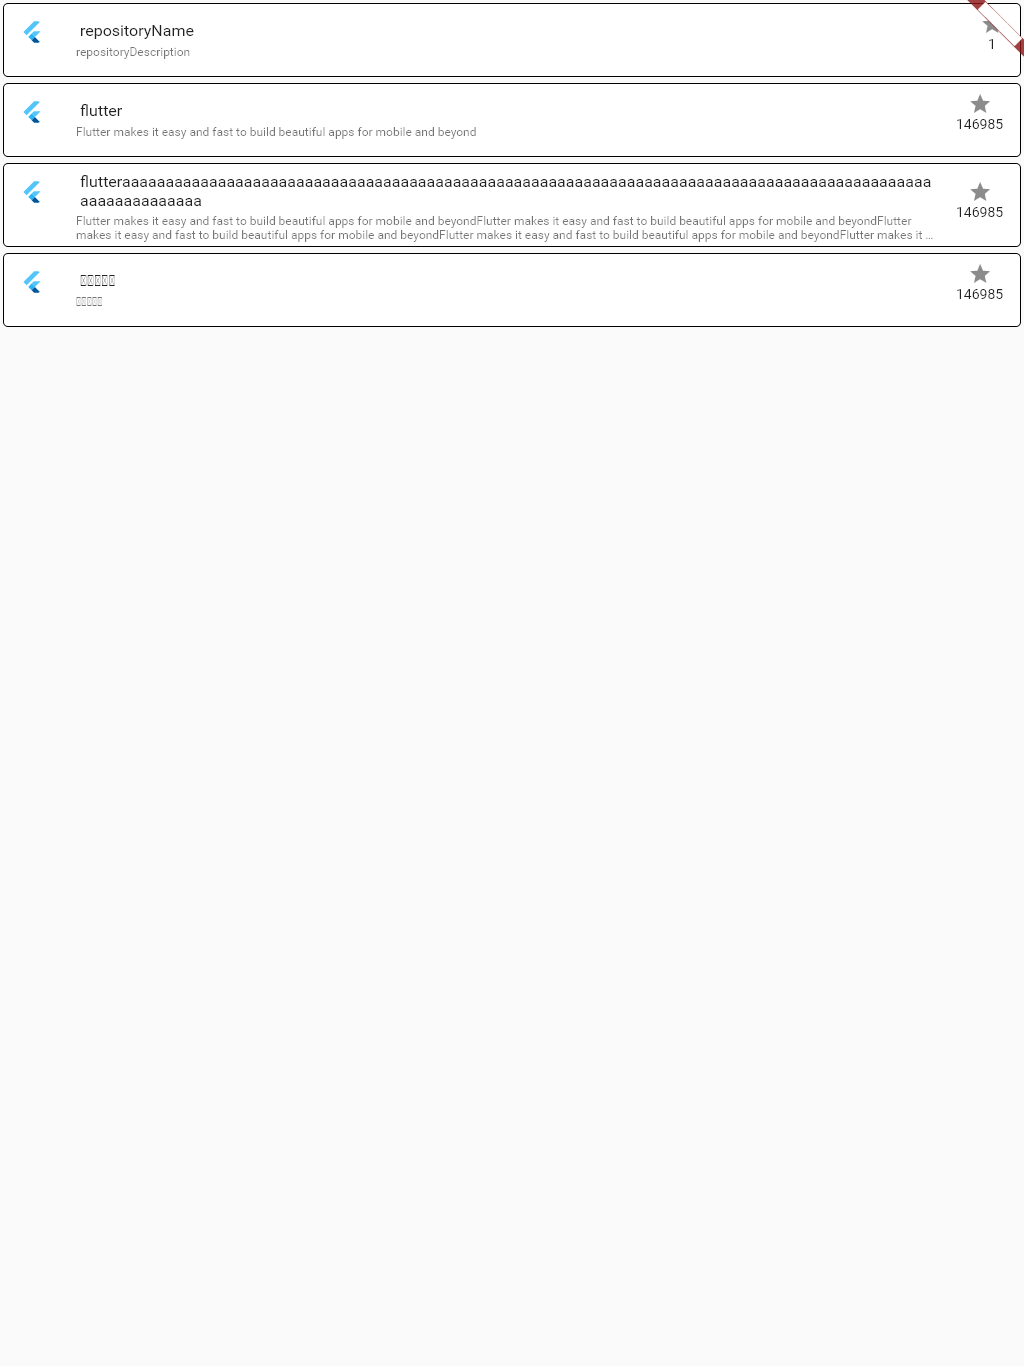 repositoryName
1
repositoryDescription
flutter
146985
Flutter makes it easy and fast to build beautiful apps for mobile and beyond
flutteraaaaaaaaaaaaaaaaaaaaaaaaaaaaaaaaaaaaaaaaaaaaaaaaaaaaaaaaaaaaaaaaaaaaaaaaaaaaaaaaaaaaaaaaaaaaa
aaaaaaaaaaaaaa
146985
Flutter makes it easy and fast to build beautiful apps for mobile and beyondFlutter makes it easy and fast to build beautiful apps for mobile and beyondFlutter
makes it easy and fast to build beautiful apps for mobile and beyondFlutter makes it easy and fast to build beautiful apps for mobile and beyondFlutter makes it …
146985